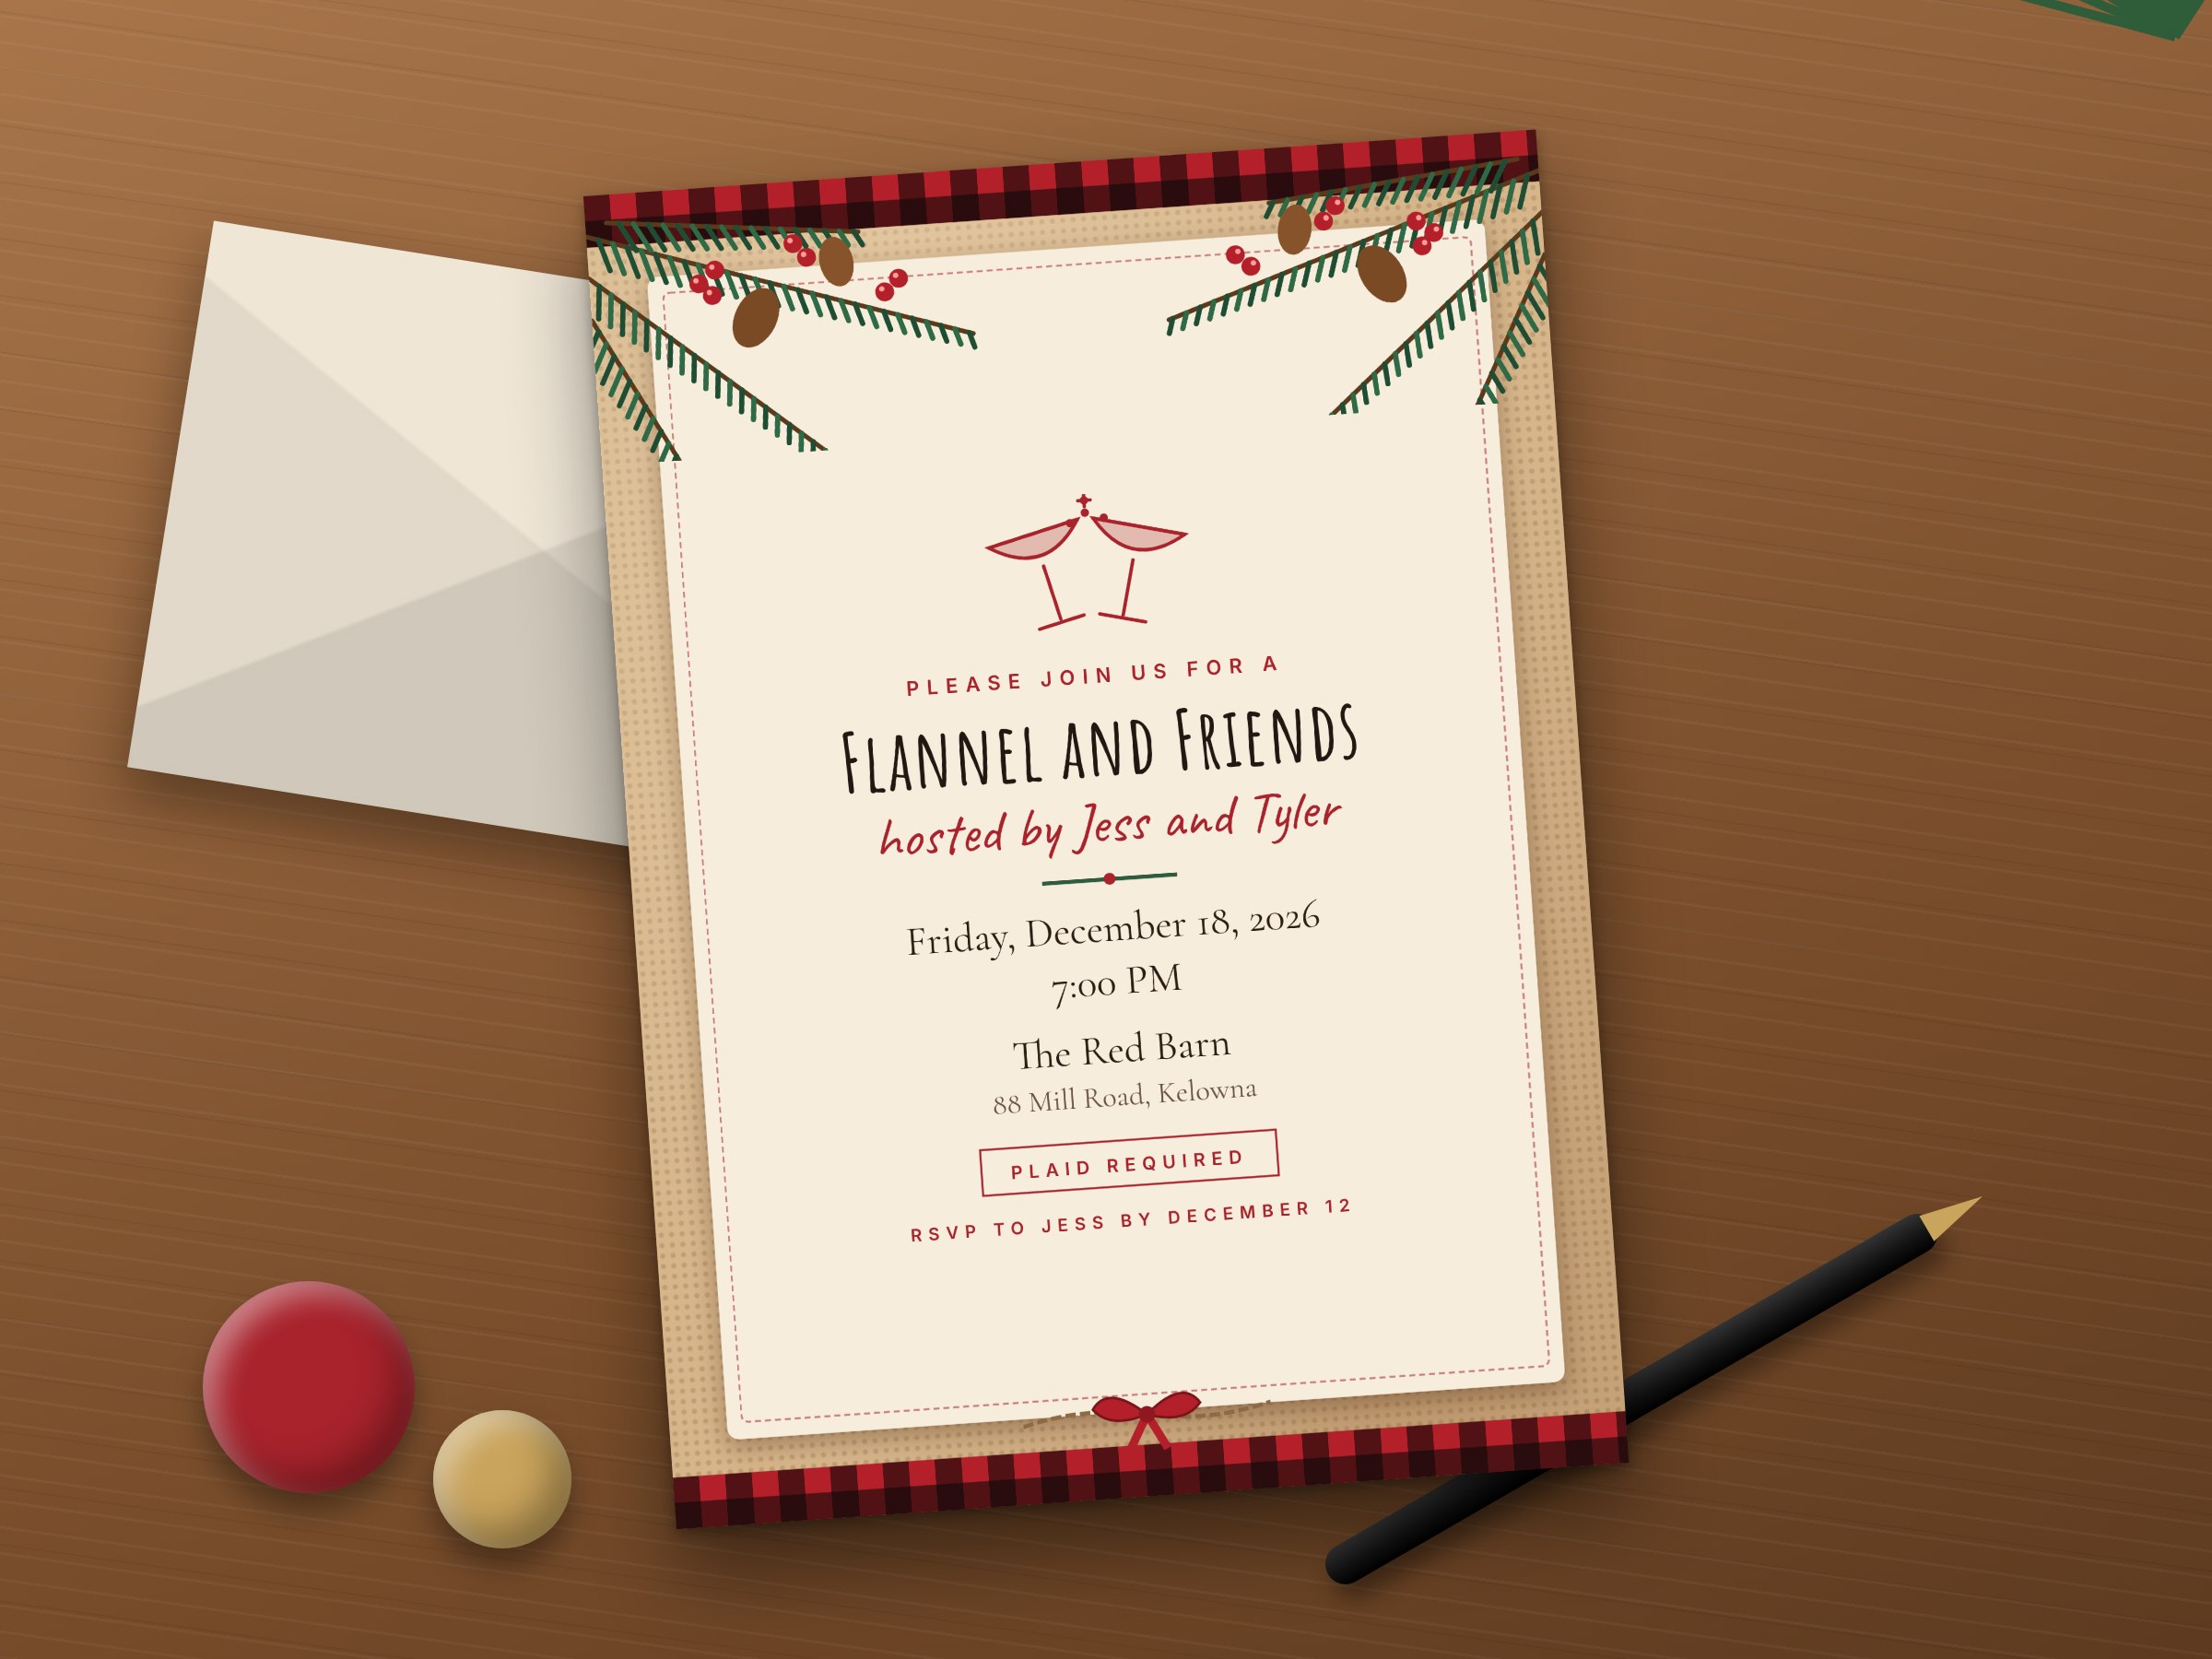 PLEASE JOIN US FOR A
Flannel and Friends
hosted by Jess and Tyler
Friday, December 18, 2026
7:00 PM
The Red Barn
88 Mill Road, Kelowna
PLAID REQUIRED
RSVP TO JESS BY DECEMBER 12